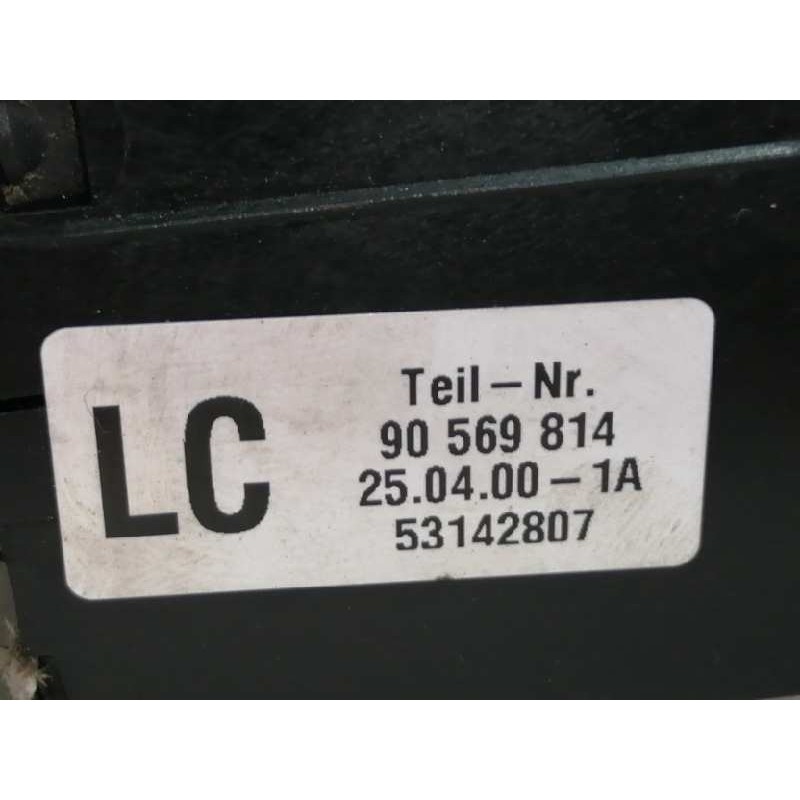 LC
Teil – Nr.
90 569 814
25.04.00 – 1A
53142807